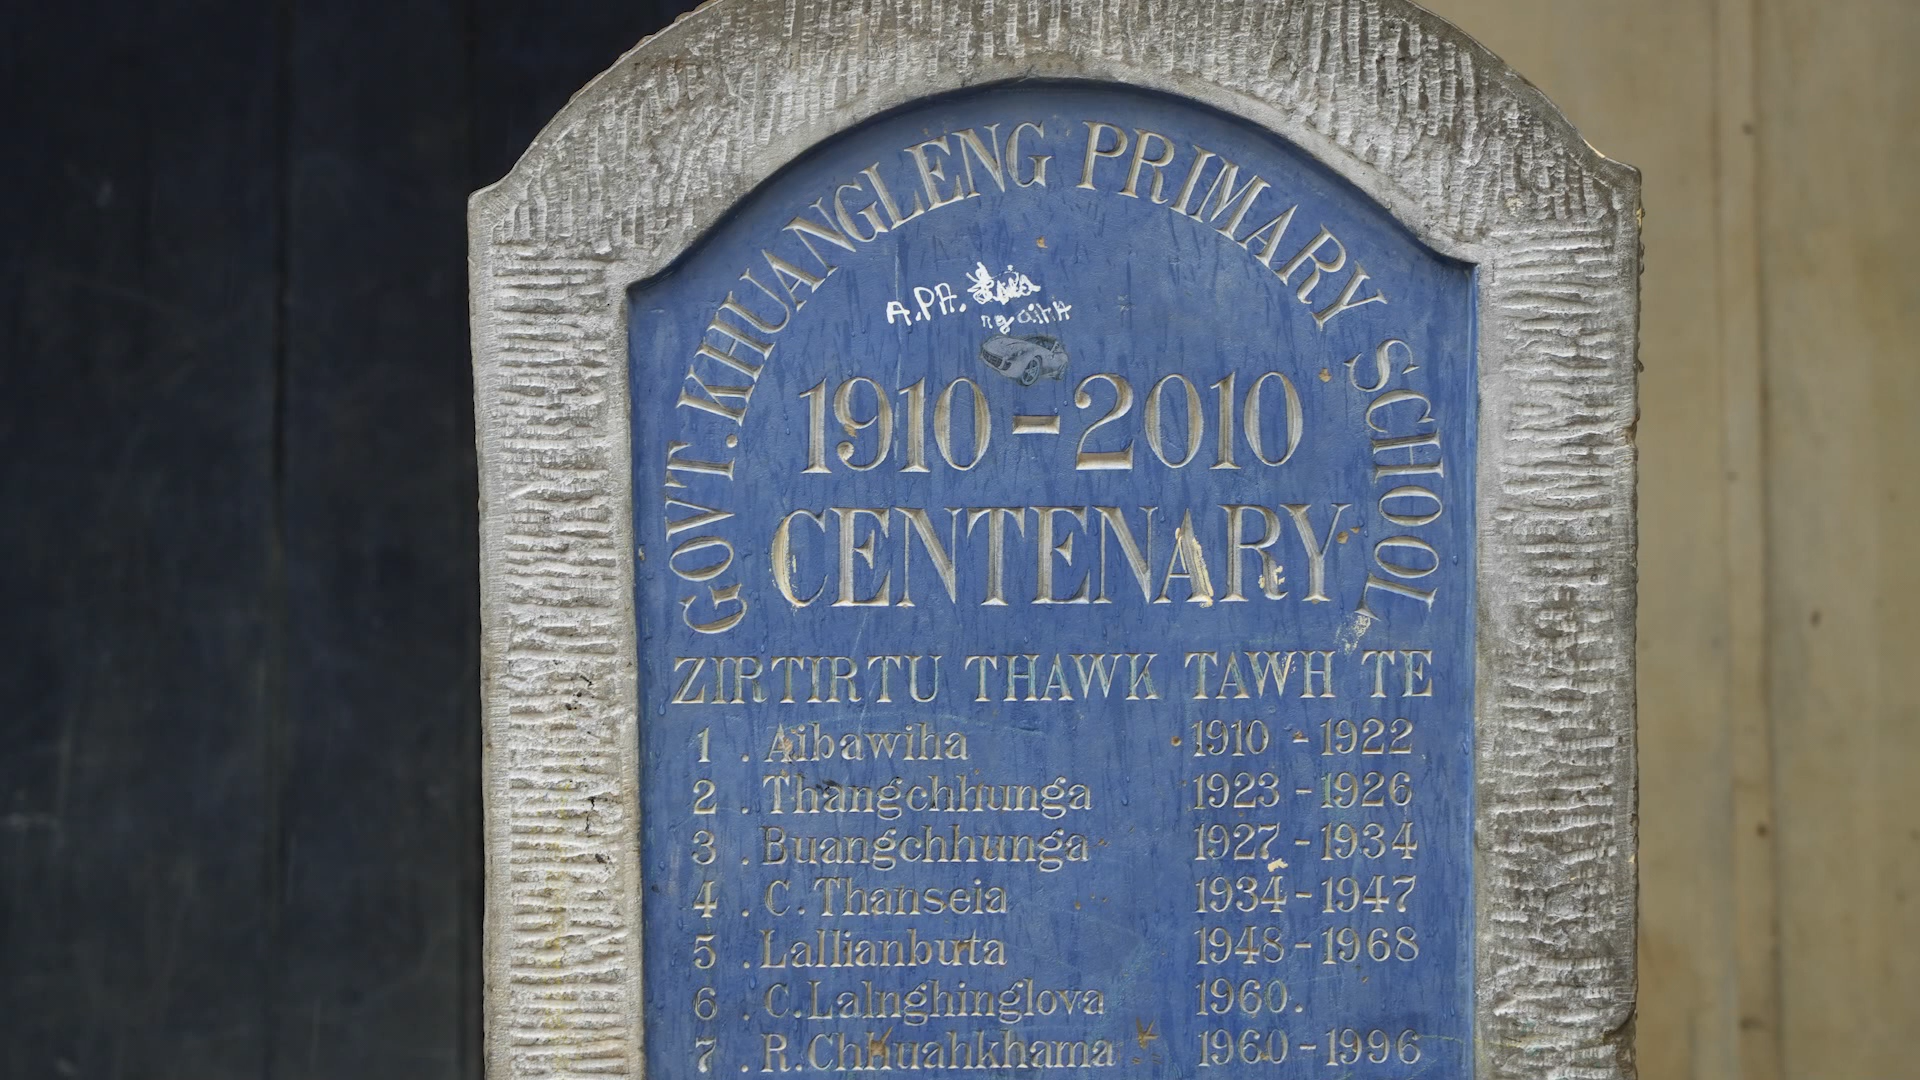 GOVT. KHUANGLENG PRIMARY SCHOOL
A.PA.
1910 - 2010
CENTENARY
ZIRTIRTU THAWK TAWH TE
1 . Aibawiha 1910 - 1922
2 . Thangchhunga 1923 - 1926
3 . Buangchhunga 1927 - 1934
4 . C. Thanseia 1934 - 1947
5 . Lallianbuta 1948 - 1968
6 . C. Lalnghinglova 1960.
7 . R. Chhuahkhama 1960 - 1996